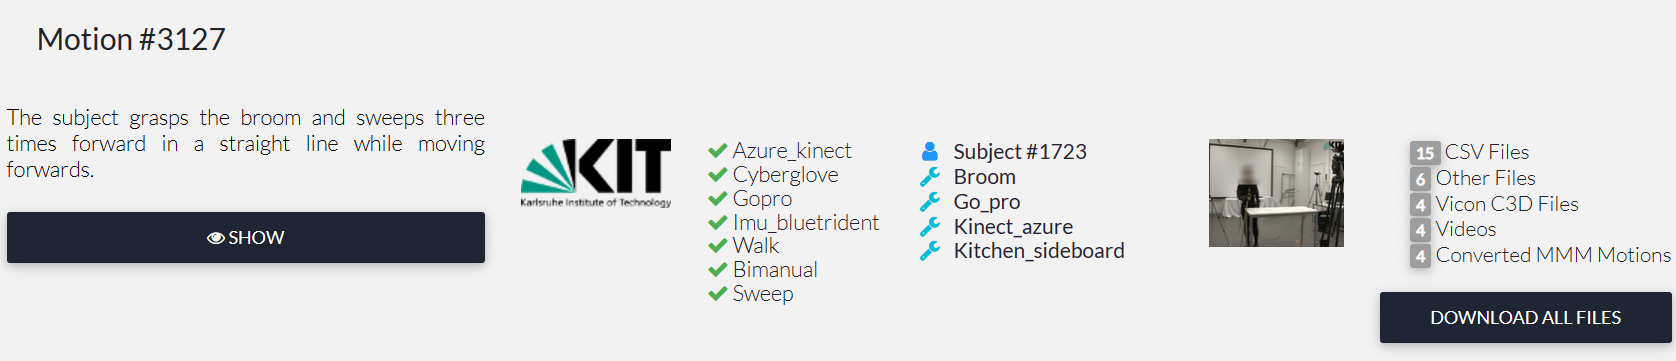 Motion #3127
The subject grasps the broom and sweeps three
times forward in a straight line while moving
forwards.
SHOW
KIT
Karlsruhe Institute of Technology
Azure_kinect
Cyberglove
Gopro
Imu_bluetrident
Walk
Bimanual
Sweep
Subject #1723
Broom
Go_pro
Kinect_azure
Kitchen_sideboard
15 CSV Files
6 Other Files
4 Vicon C3D Files
4 Videos
4 Converted MMM Motions
DOWNLOAD ALL FILES